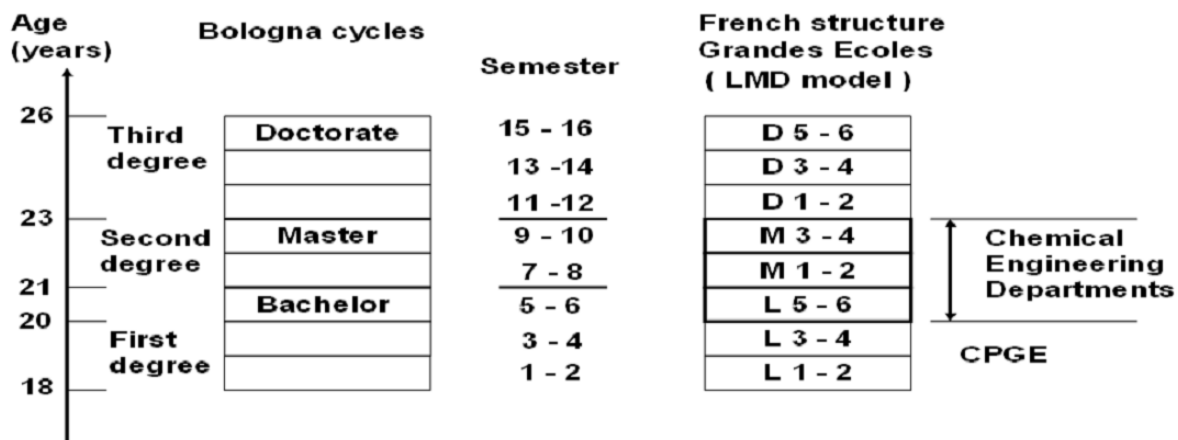 Age
(years)
Bologna cycles
Semester
French structure
Grandes Ecoles
( LMD model )
26
Third
degree
Doctorate
15 - 16
D 5 - 6
13 -14
D 3 - 4
11 -12
D 1 - 2
23
Second
degree
Master
9 - 10
M 3 - 4
7 - 8
M 1 - 2
Chemical
Engineering
Departments
21
Bachelor
5 - 6
L 5 - 6
20
First
degree
3 - 4
L 3 - 4
CPGE
1 - 2
L 1 - 2
18